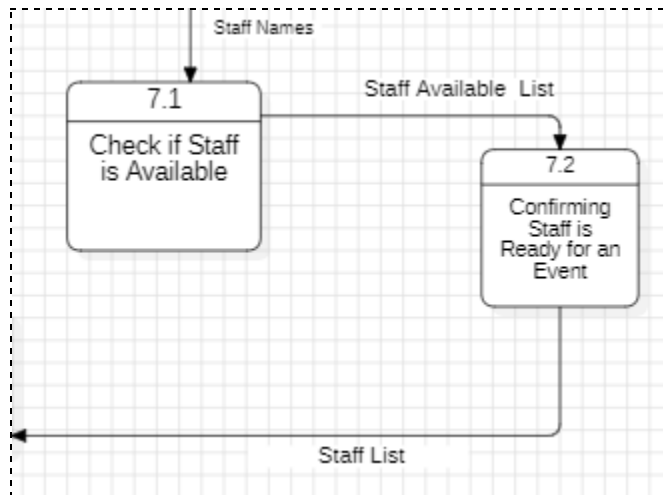 Staff Names
7.1
Check if Staff
is Available
Staff Available List
7.2
Confirming
Staff is
Ready for an
Event
Staff List